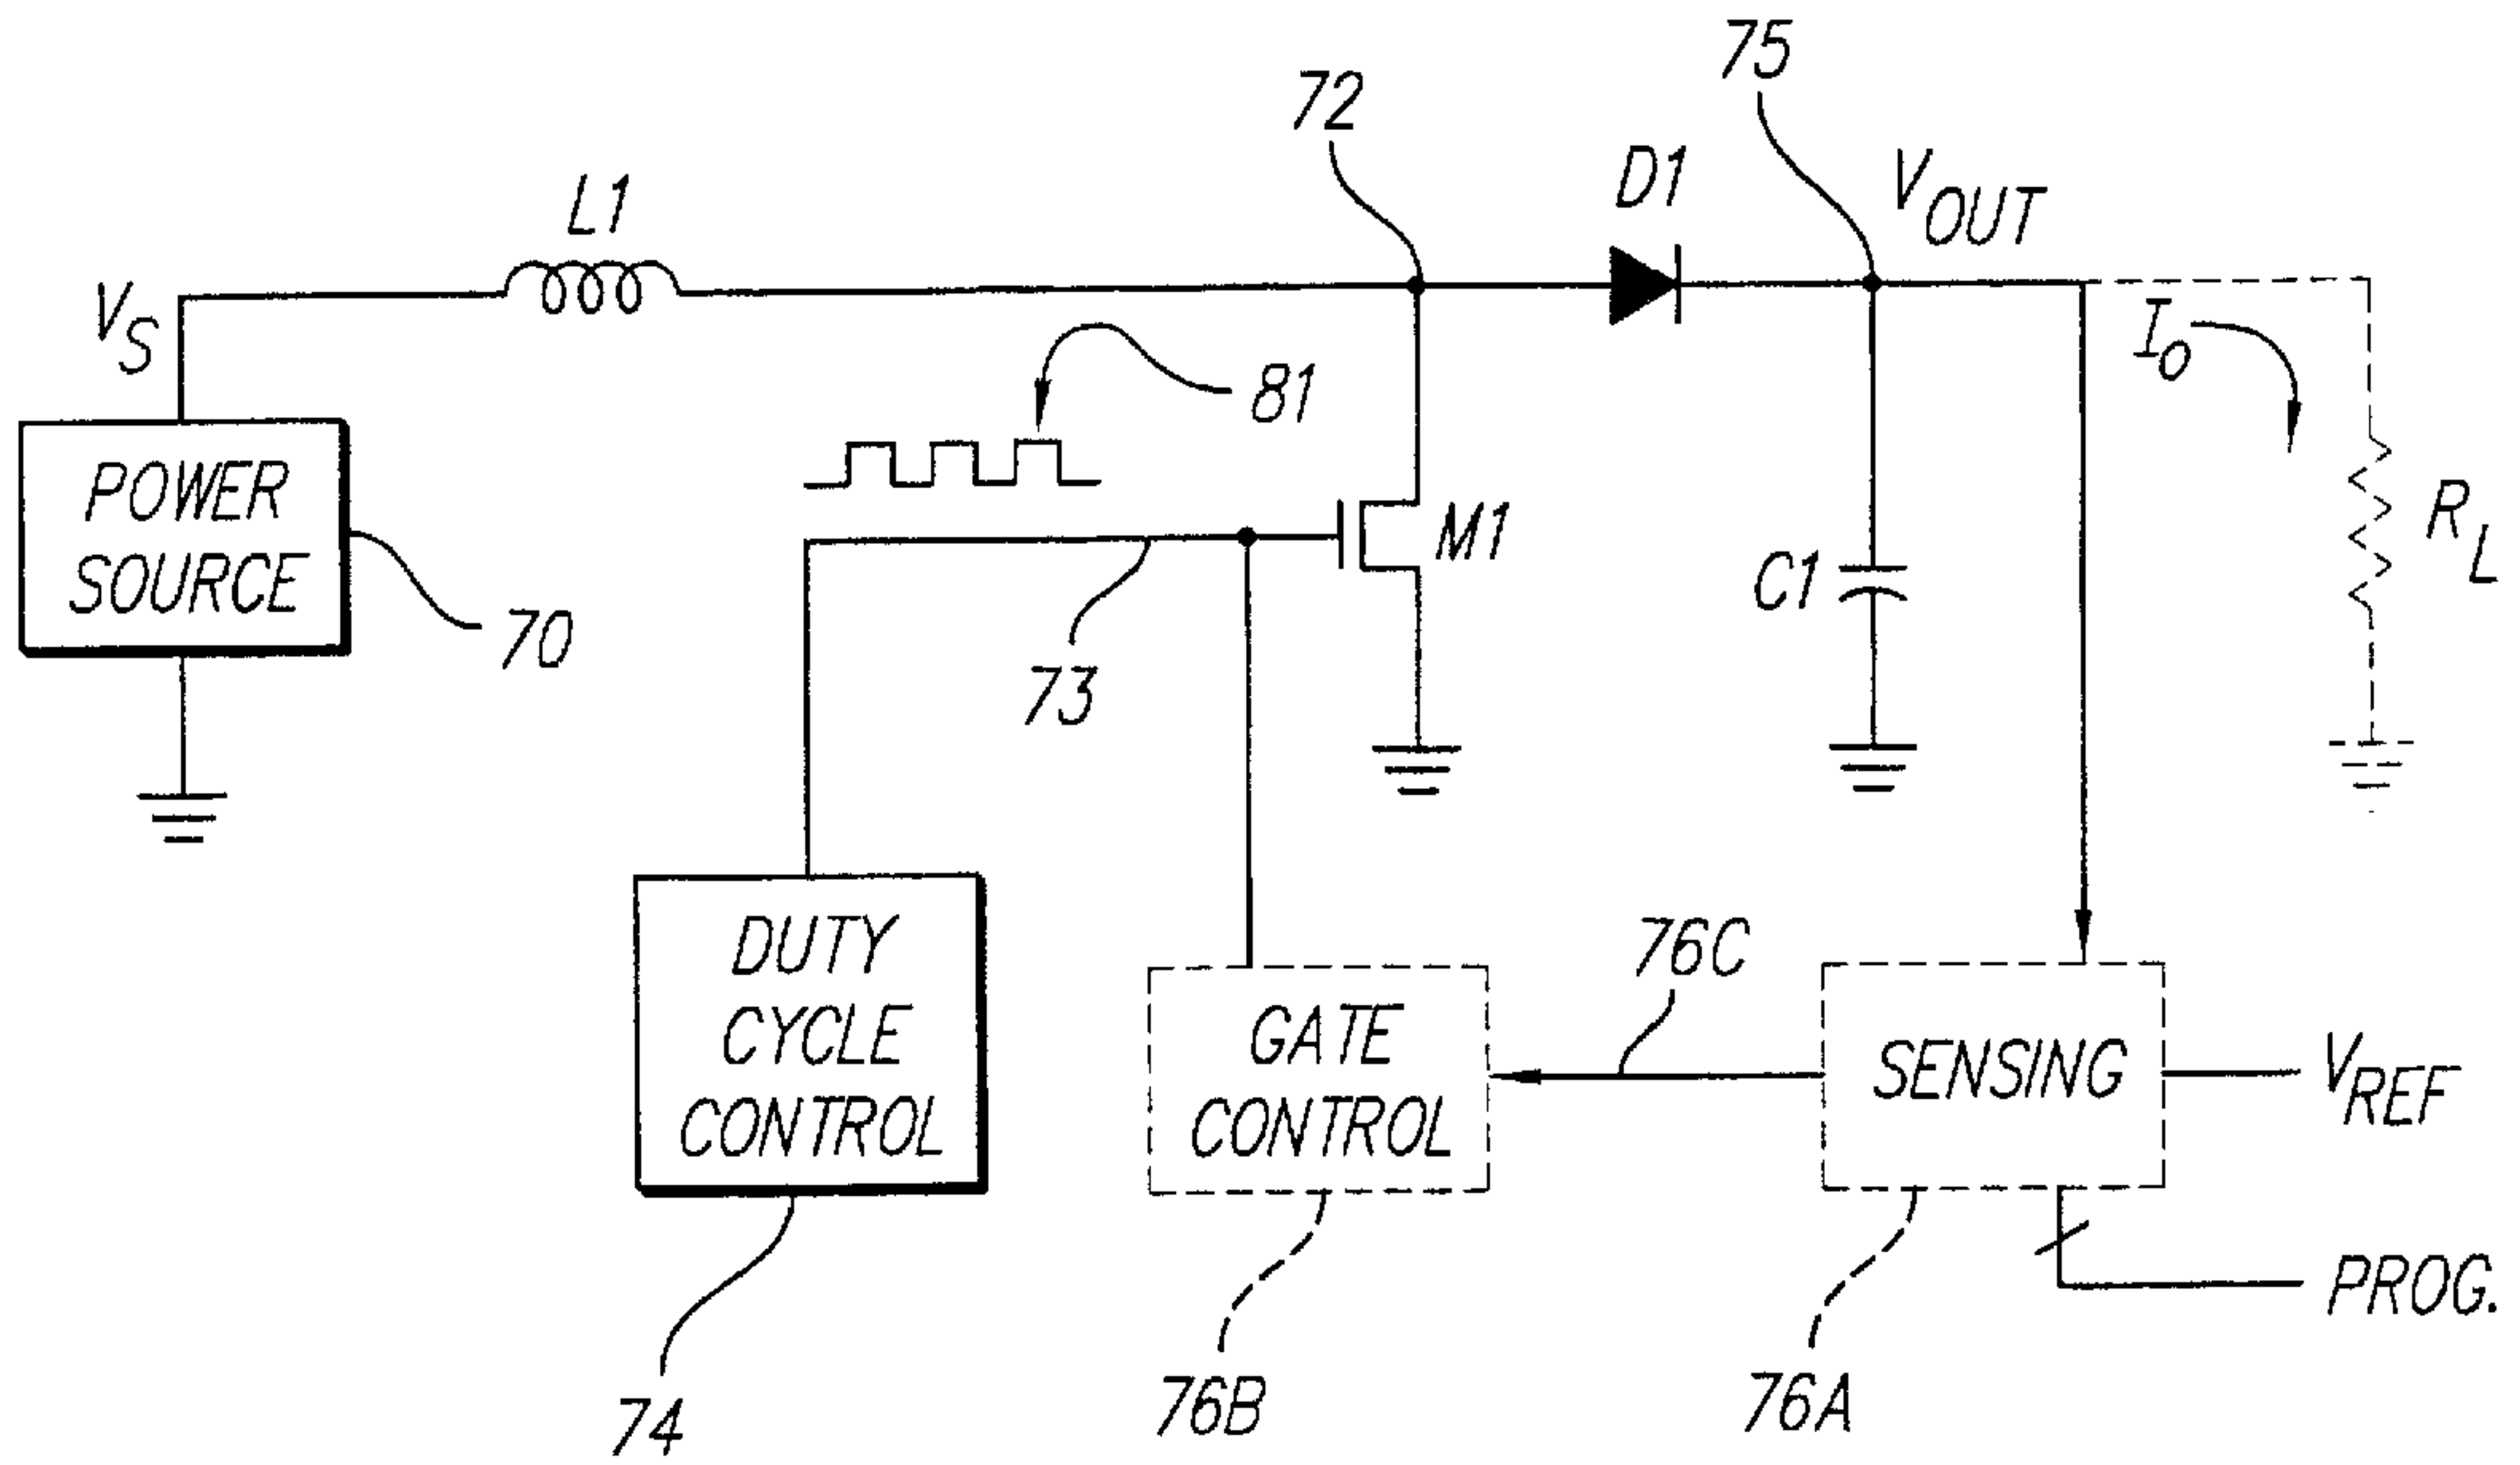 75
72
D1
VOUT
L1
VS
Io
81
POWER
SOURCE
M1
RL
C1
70
73
DUTY
CYCLE
CONTROL
76C
GATE
CONTROL
SENSING
VREF
PROG.
74
76B
76A